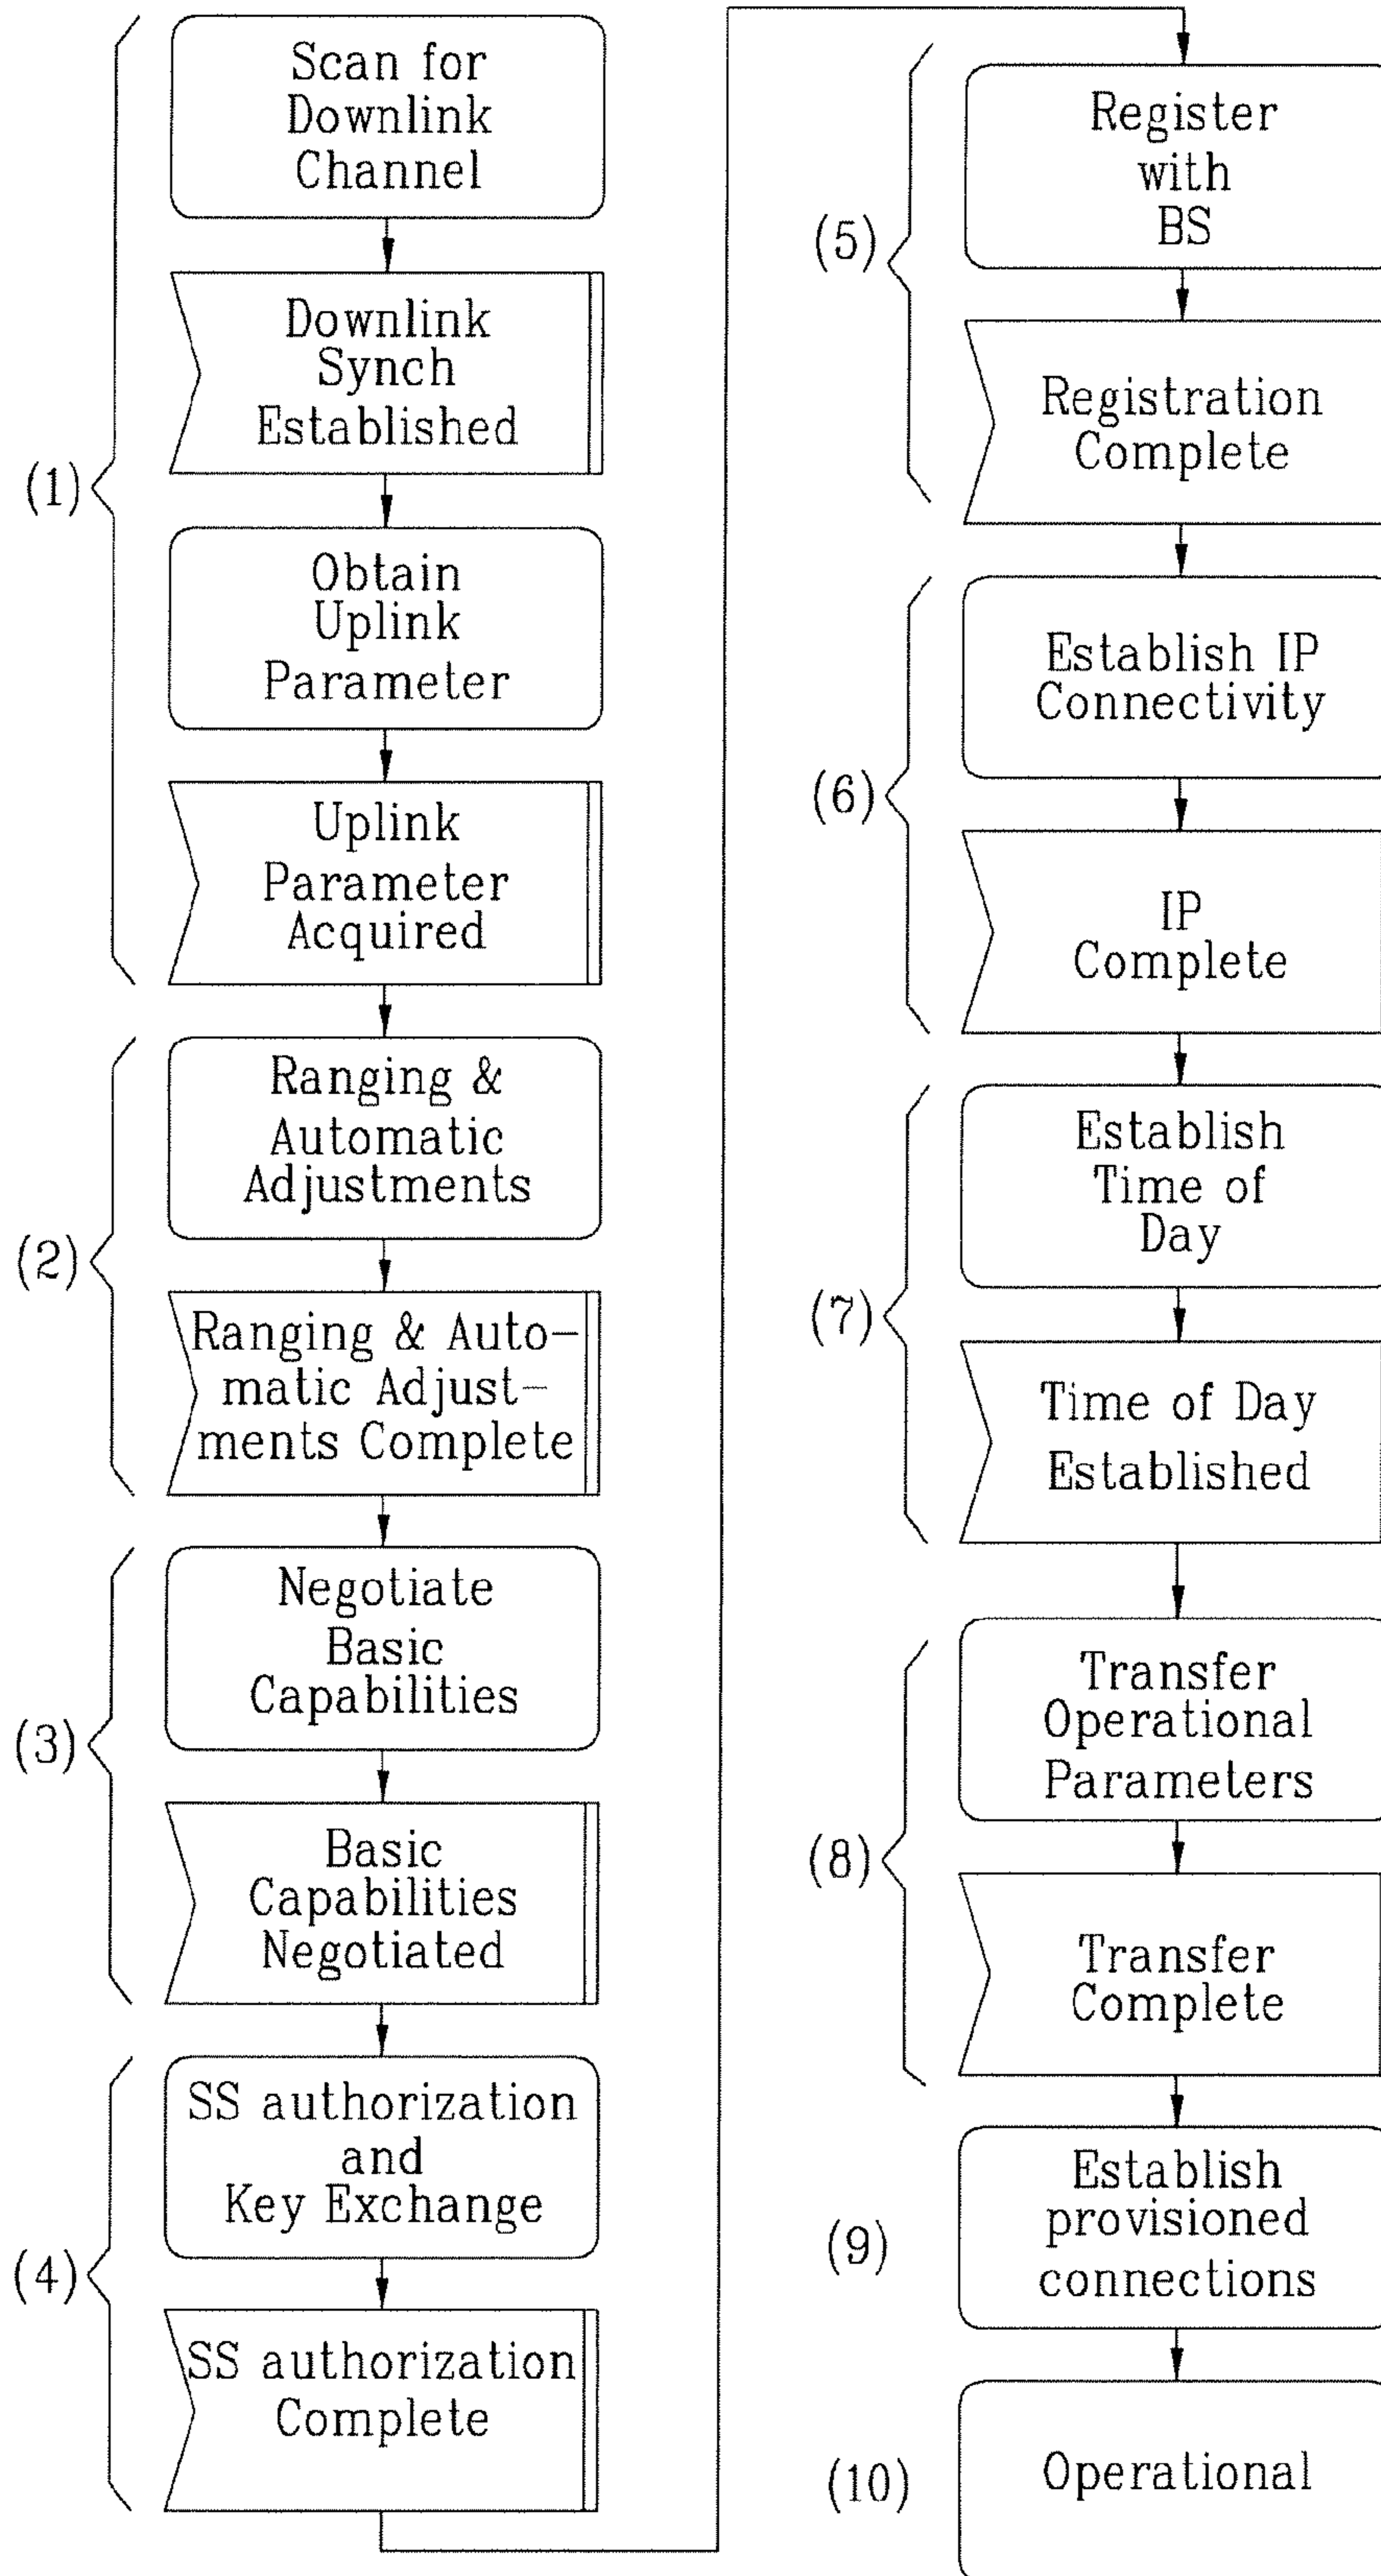 (1)
Scan for
Downlink
Channel
Downlink
Synch
Established
Obtain
Uplink
Parameter
Uplink
Parameter
Acquired
(2)
Ranging &
Automatic
Adjustments
Ranging & Auto-
matic Adjust-
ments Complete
(3)
Negotiate
Basic
Capabilities
Basic
Capabilities
Negotiated
(4)
SS authorization
and
Key Exchange
SS authorization
Complete
(5)
Register
with
BS
Registration
Complete
(6)
Establish IP
Connectivity
IP
Complete
(7)
Establish
Time of
Day
Time of Day
Established
(8)
Transfer
Operational
Parameters
Transfer
Complete
(9)
Establish
provisioned
connections
(10)
Operational